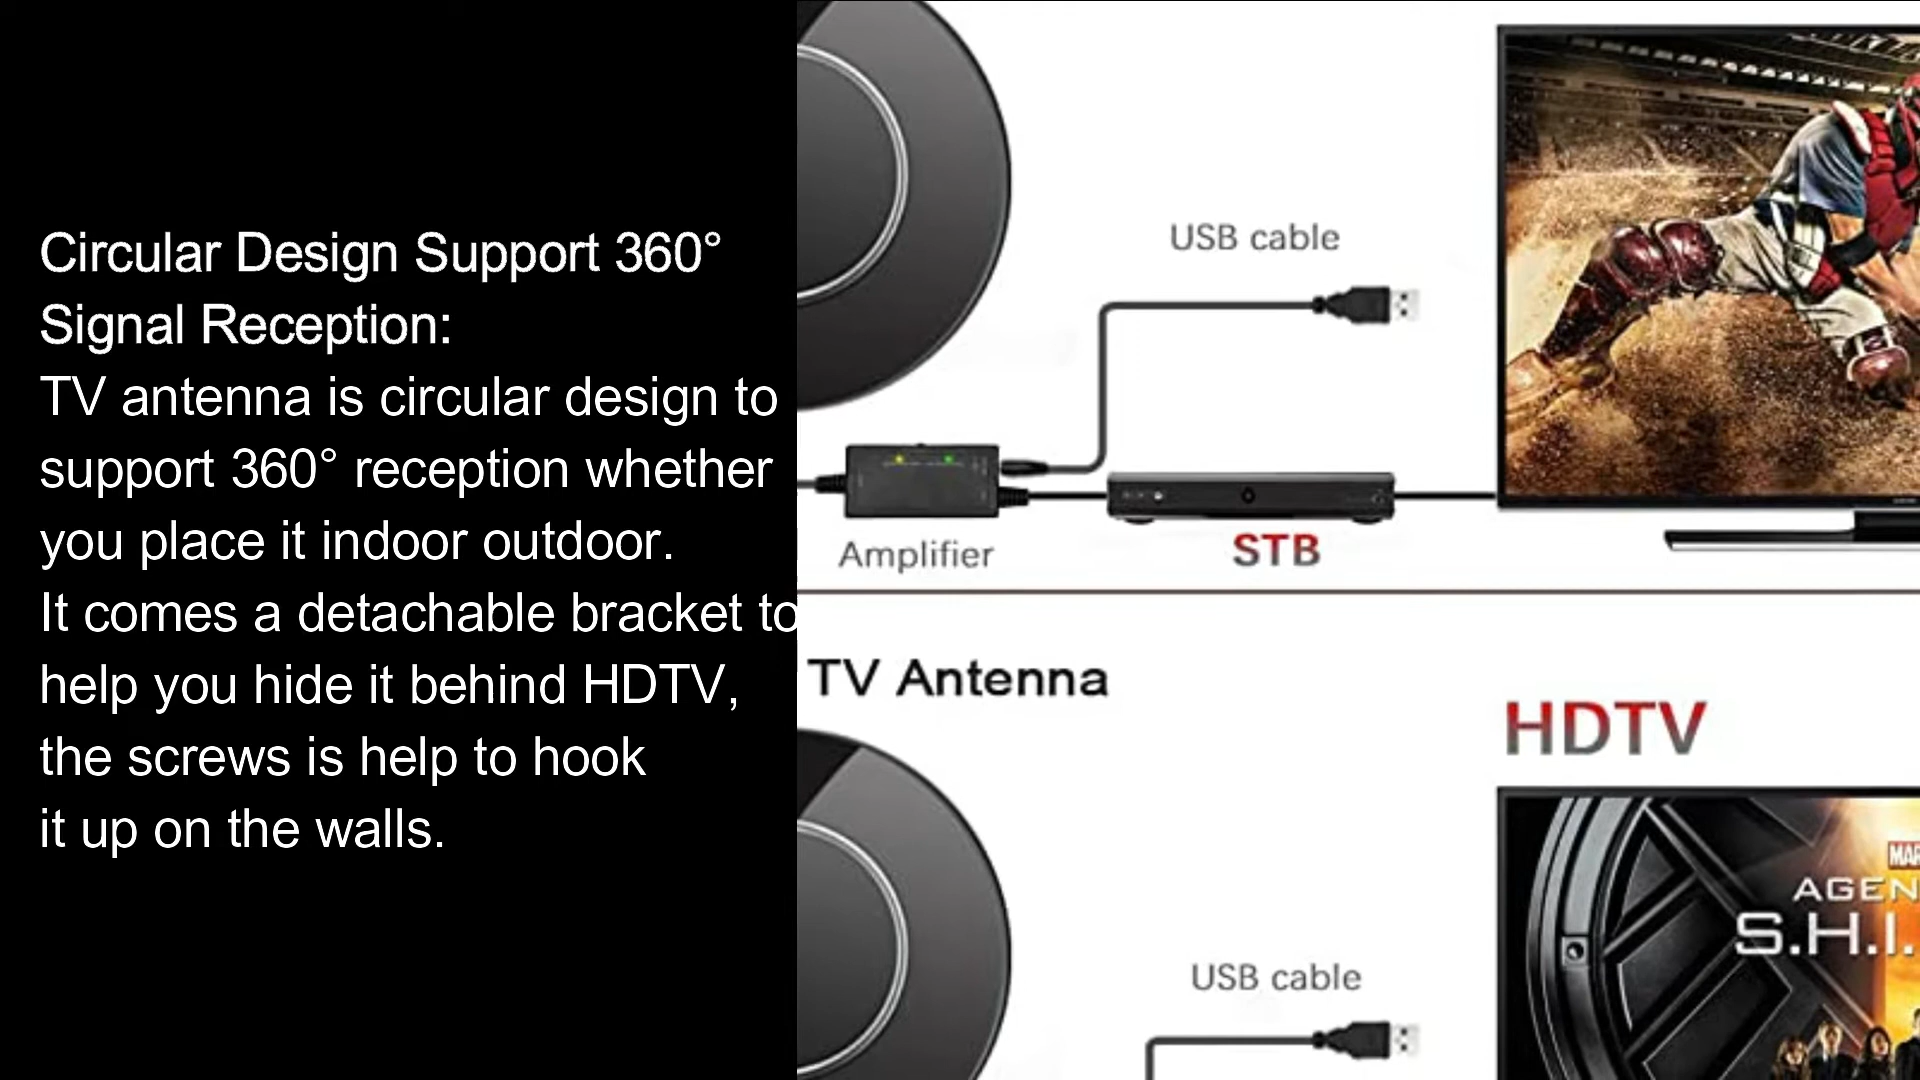 Circular Design Support 360°
Signal Reception:
TV antenna is circular design to
support 360° reception whether
you place it indoor outdoor.
It comes a detachable bracket to
help you hide it behind HDTV,
the screws is help to hook
it up on the walls.
USB cable
Amplifier
STB
TV Antenna
HDTV
MAR
AGEN
S.H.I.
USB cable